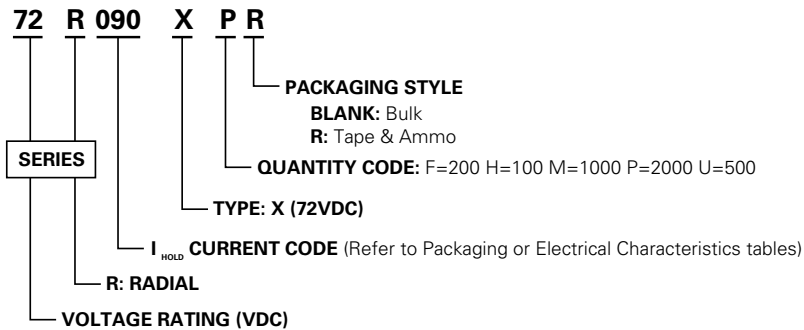 72 R 090 X P R
PACKAGING STYLE
BLANK: Bulk
R: Tape & Ammo
SERIES
QUANTITY CODE: F=200 H=100 M=1000 P=2000 U=500
TYPE: X (72VDC)
I HOLD CURRENT CODE (Refer to Packaging or Electrical Characteristics tables)
R: RADIAL
VOLTAGE RATING (VDC)